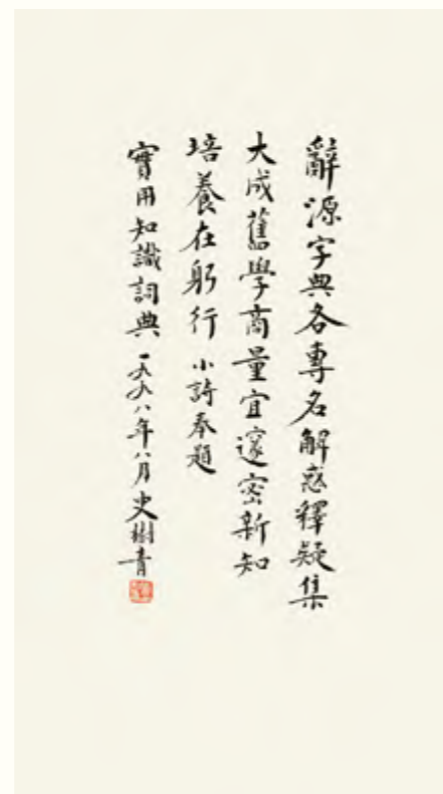 辭源字典各專名解惑釋疑集
大成舊學商量宜邃密新知
培養在躬行 小詩奉題
實用知識詞典 一九九八年八月史樹青